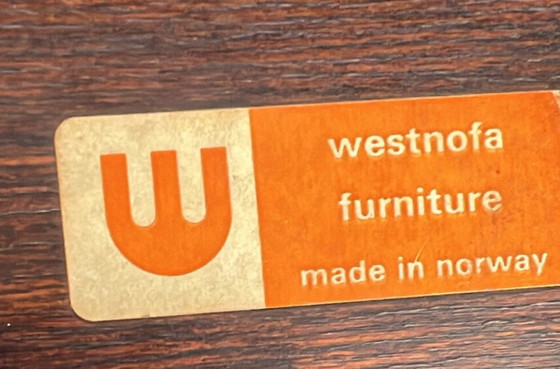 w
westnofa
furniture
made in norway